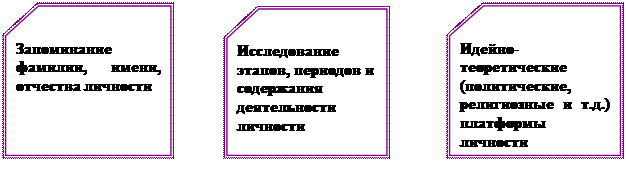 Запоминание
фамилии, имени,
отчества личности
Исследование
этапов, периодов и
содержания
деятельности
личности
Идейно-
теоретические
(политические,
религиозные и т.д.)
платформы
личности